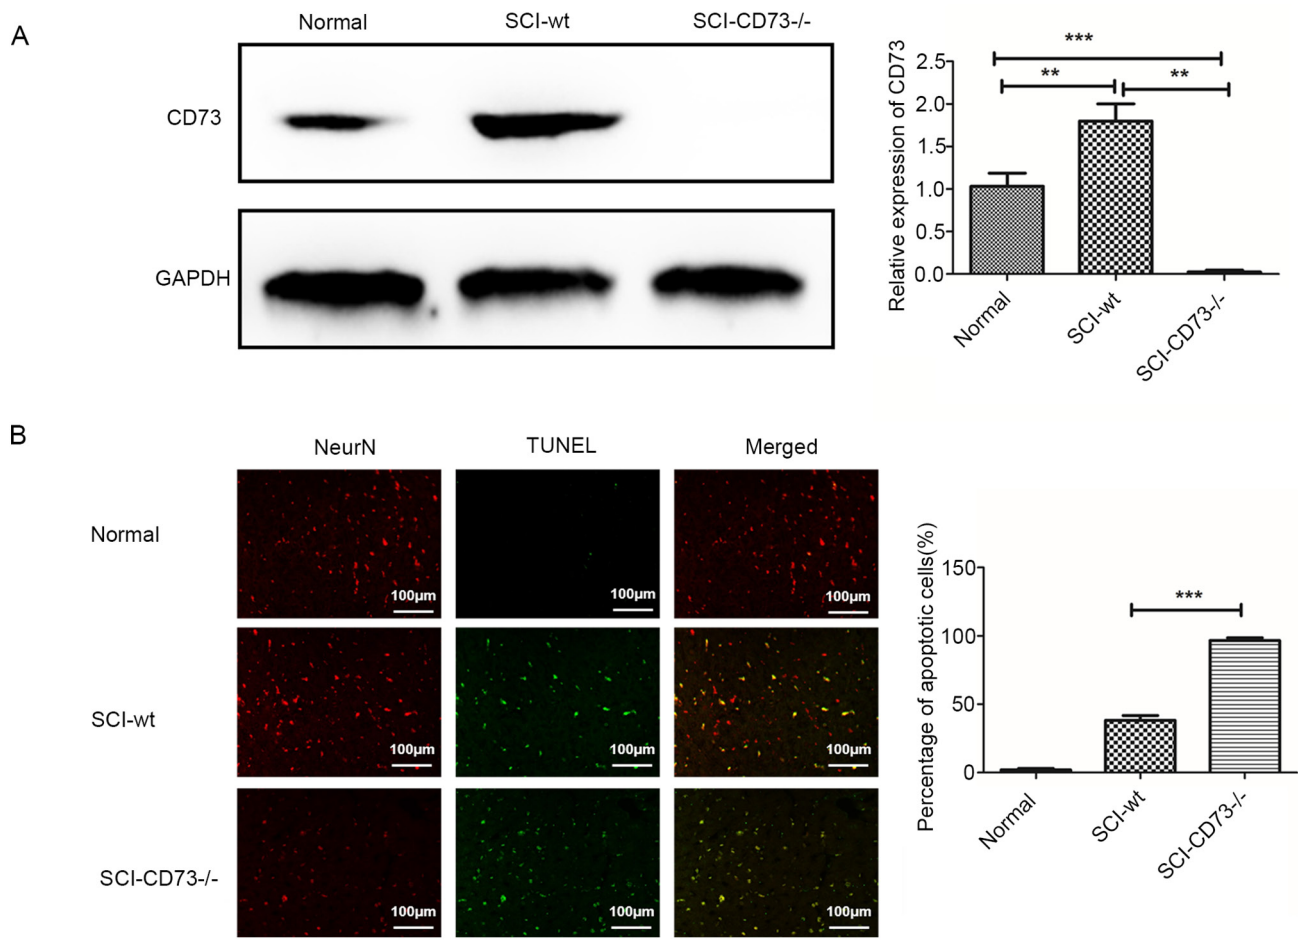 A
Normal
SCI-wt
SCI-CD73-/-
CD73
GAPDH
Relative expression of CD73
2.5
2.0
1.5
1.0
0.5
0.0
***
**
**
Normal
SCI-wt
SCI-CD73-/-
B
NeurN
TUNEL
Merged
Normal
100μm
100μm
100μm
SCI-wt
100μm
100μm
100μm
SCI-CD73-/-
100μm
100μm
100μm
Percentage of apoptotic cells(%)
150
100
50
0
***
Normal
SCI-wt
SCI-CD73-/-